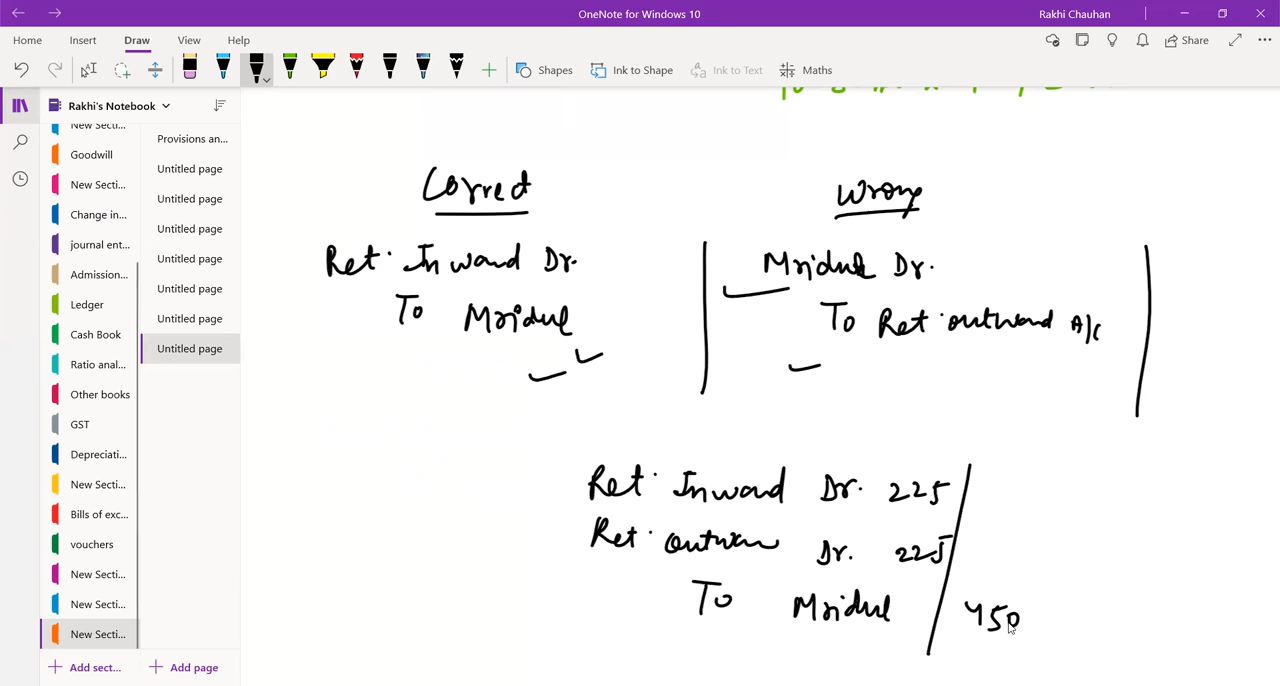 OneNote for Windows 10
Rakhi Chauhan
Home Insert Draw View Help
Share
Shapes Ink to Shape Ink to Text Maths
Rakhi's Notebook
New Secti...
Goodwill
New Secti...
Change in...
journal ent...
Admission...
Ledger
Cash Book
Ratio anal...
Other books
GST
Depreciati...
New Secti...
Bills of exc...
vouchers
New Secti...
New Secti...
New Secti...
Add sect...
Provisions an...
Untitled page
Untitled page
Untitled page
Untitled page
Untitled page
Untitled page
Untitled page
Add page
Correct
Ret. Inward Dr.
To Mridul
Wrong
Mridul Dr.
To Ret. outward A/c
Ret. Inward Dr. 225
Ret. outwar Dr. 225
To Mridul 450